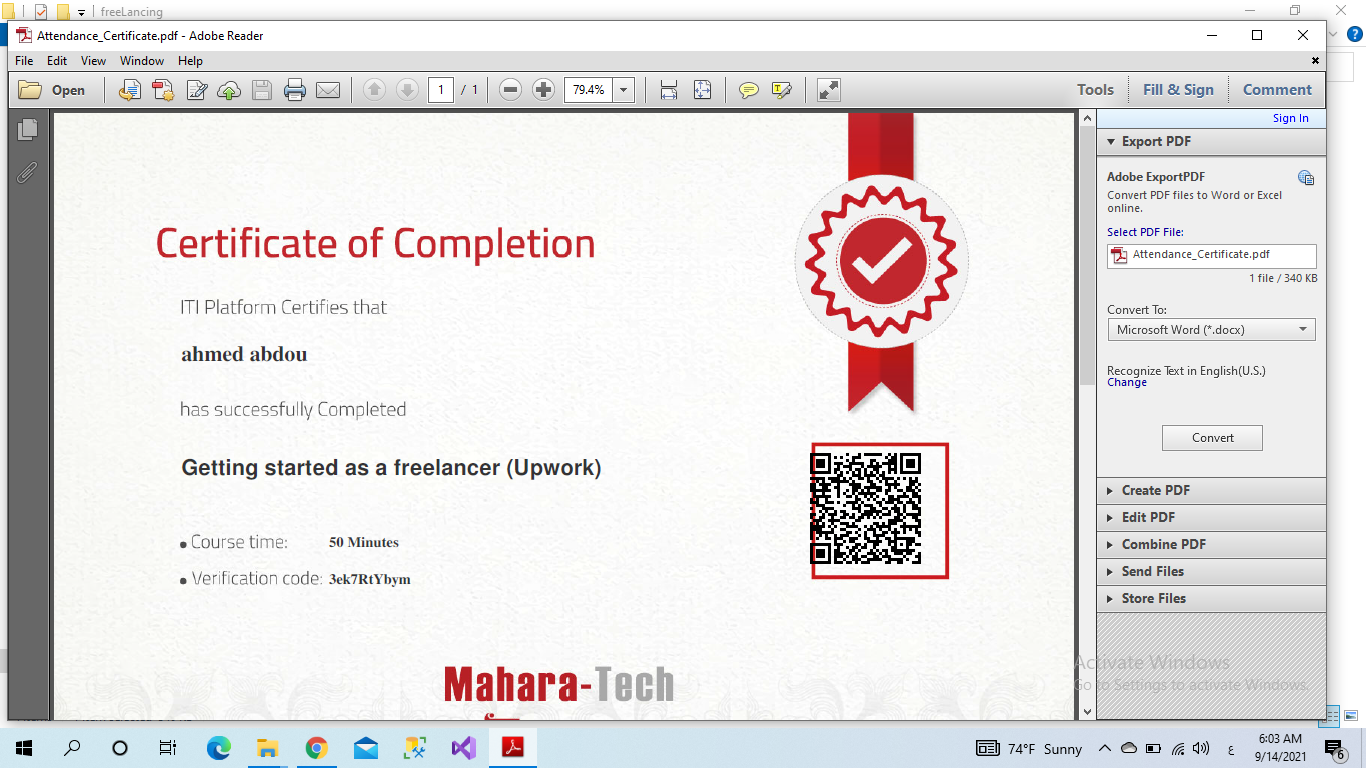 freeLancing
Attendance_Certificate.pdf - Adobe Reader
File Edit View Window Help
Open
1 / 1
79.4%
Tools Fill & Sign Comment
Sign In
Export PDF
Adobe ExportPDF
Convert PDF files to Word or Excel
online.
Select PDF File:
Attendance_Certificate.pdf
1 file / 340 KB
Convert To:
Microsoft Word (*.docx)
Recognize Text in English(U.S.)
Change
Convert
Create PDF
Edit PDF
Combine PDF
Send Files
Store Files
Certificate of Completion
ITI Platform Certifies that
ahmed abdou
has successfully Completed
Getting started as a freelancer (Upwork)
Course time: 50 Minutes
Verification code: 3ek7RtYbym
Mahara-Tech
Activate Windows
Go to Settings to activate Windows.
74°F Sunny
ع
6:03 AM
9/14/2021
6